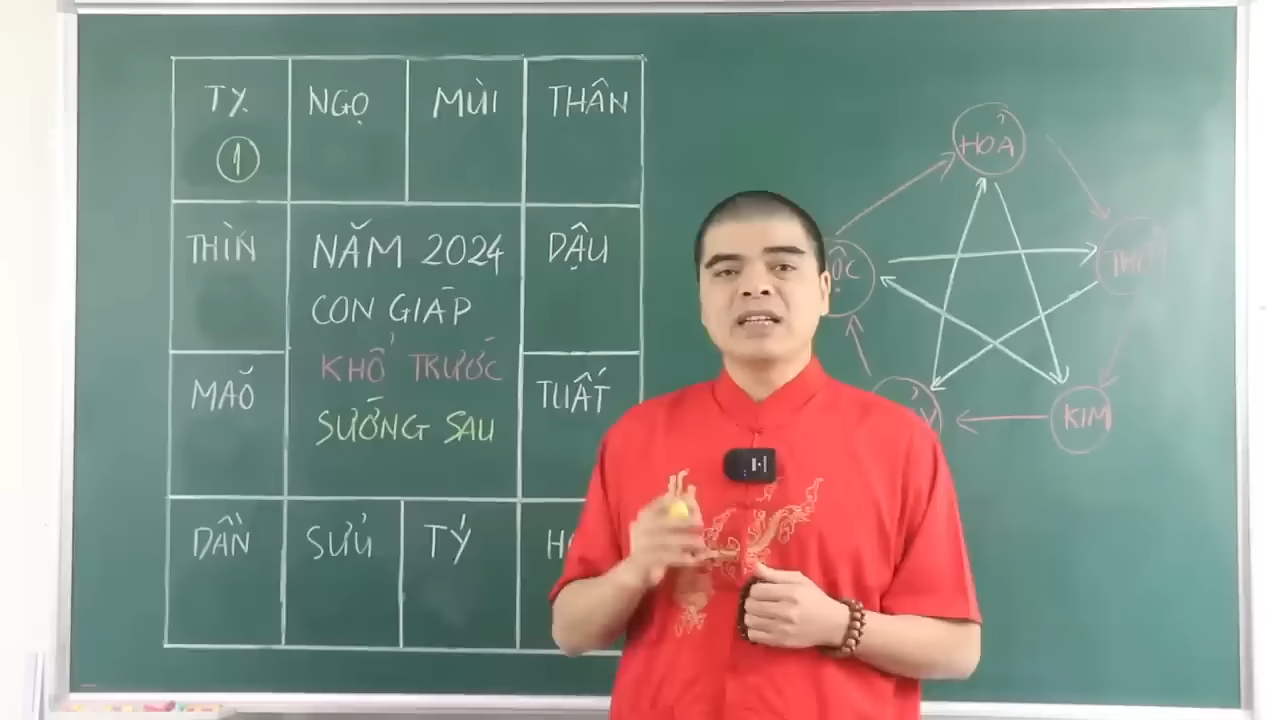 TỴ
NGỌ
MÙI
THÂN
1
THÌN
NĂM 2024
DẬU
CON GIÁP
KHỔ TRƯỚC
SƯỚNG SAU
MÃO
TUẤT
DẦN
SỬU
TÝ
HỎA
KIM